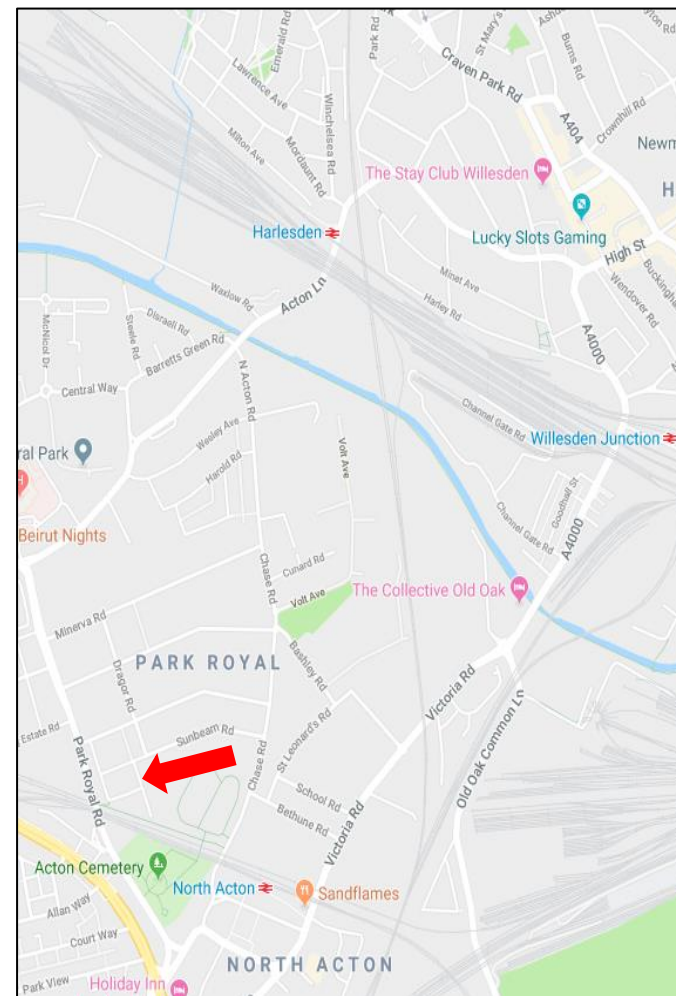 Emerald Rd
Park Rd
St Mary's
Burns Rd
Craven Park Rd
Lawrence Ave
Winchelsea Rd
A404
Crownhill Rd
Milton Ave
Mordaunt Rd
Newm
The Stay Club Willesden
H
Harlesden
Lucky Slots Gaming
High St
Minet Ave
Wendover Rd
Buckingha
Waxlow Rd
Acton Ln
Harley Rd
McNicol Dr
Steele Rd
Disraeli Rd
A4000
Barretts Green Rd
N Acton Rd
Central Way
Channel Gate Rd
Wesley Ave
Willesden Junction
ral Park
Volt Ave
Harold Rd
H
Goodhall St
Beirut Nights
Channel Gate Rd
A4000
Chase Rd
Cunard Rd
The Collective Old Oak
Volt Ave
Minerva Rd
PARK ROYAL
Bashley Rd
Dragor Rd
Victoria Rd
Old Oak Common Ln
Estate Rd
Sunbeam Rd
St Leonard's Rd
Park Royal Rd
Chase Rd
School Rd
Bethune Rd
Victoria Rd
Acton Cemetery
North Acton
Sandflames
Allan Way
Court Way
NORTH ACTON
Park View
Holiday Inn